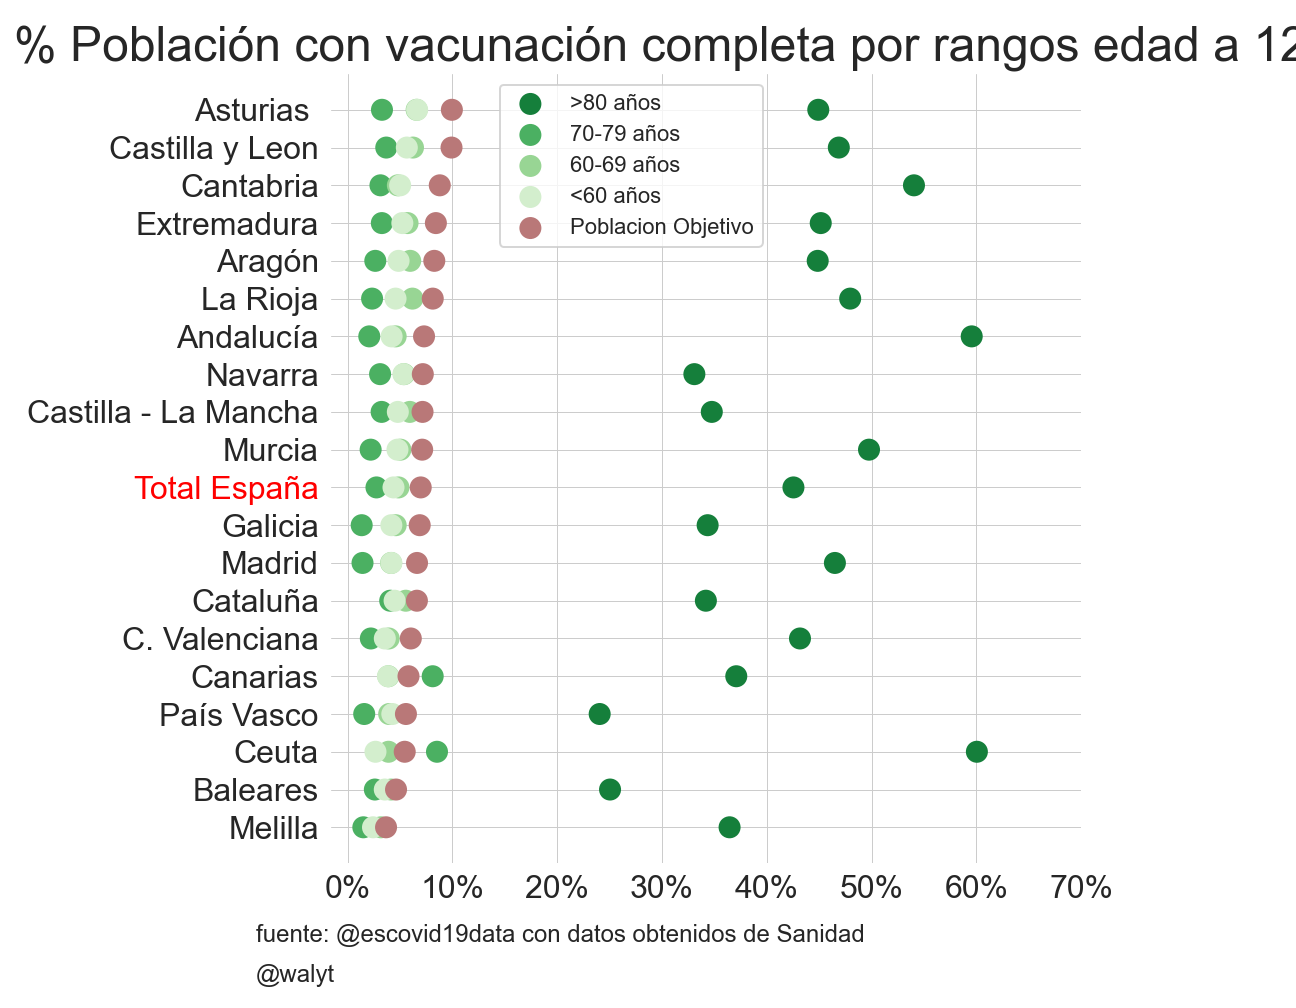 % Población con vacunación completa por rangos edad a 12
>80 años
70-79 años
60-69 años
<60 años
Poblacion Objetivo
Asturias
Castilla y Leon
Cantabria
Extremadura
Aragón
La Rioja
Andalucía
Navarra
Castilla - La Mancha
Murcia
Total España
Galicia
Madrid
Cataluña
C. Valenciana
Canarias
País Vasco
Ceuta
Baleares
Melilla
0% 10% 20% 30% 40% 50% 60% 70%
fuente: @escovid19data con datos obtenidos de Sanidad
@walyt